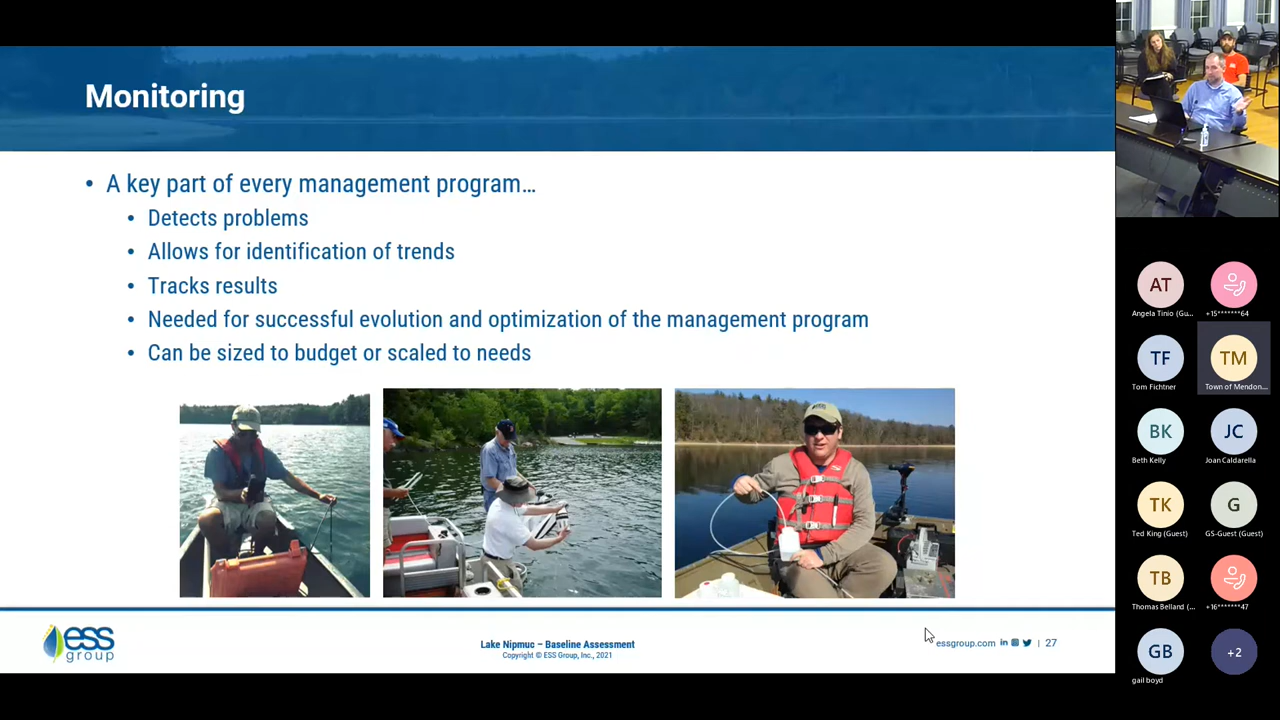 Monitoring
• A key part of every management program…
• Detects problems
• Allows for identification of trends
• Tracks results
• Needed for successful evolution and optimization of the management program
• Can be sized to budget or scaled to needs
ess
group
Lake Nipmuc – Baseline Assessment
Copyright © ESS Group, Inc., 2021
essgroup.com
in
| 27
AT
Angela Tinio (Gu...
+15*******64
TF
Tom Fichtner
TM
Town of Mendon...
BK
Beth Kelly
JC
Joan Caldarella
TK
Ted King (Guest)
G
GS-Guest (Guest)
TB
Thomas Belland (...
+16*******47
GB
gail boyd
+2